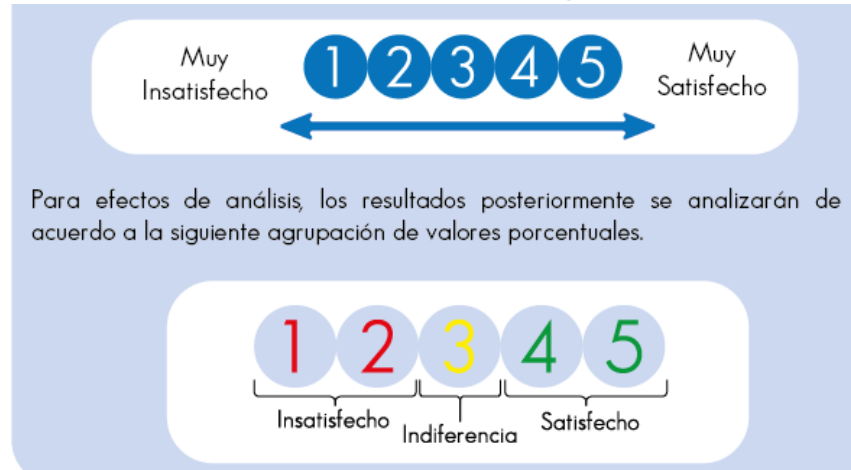 Muy
Insatisfecho
1 2 3 4 5
Muy
Satisfecho
Para efectos de análisis, los resultados posteriormente se analizarán de
acuerdo a la siguiente agrupación de valores porcentuales.
1 2 3 4 5
Insatisfecho
Indiferencia
Satisfecho